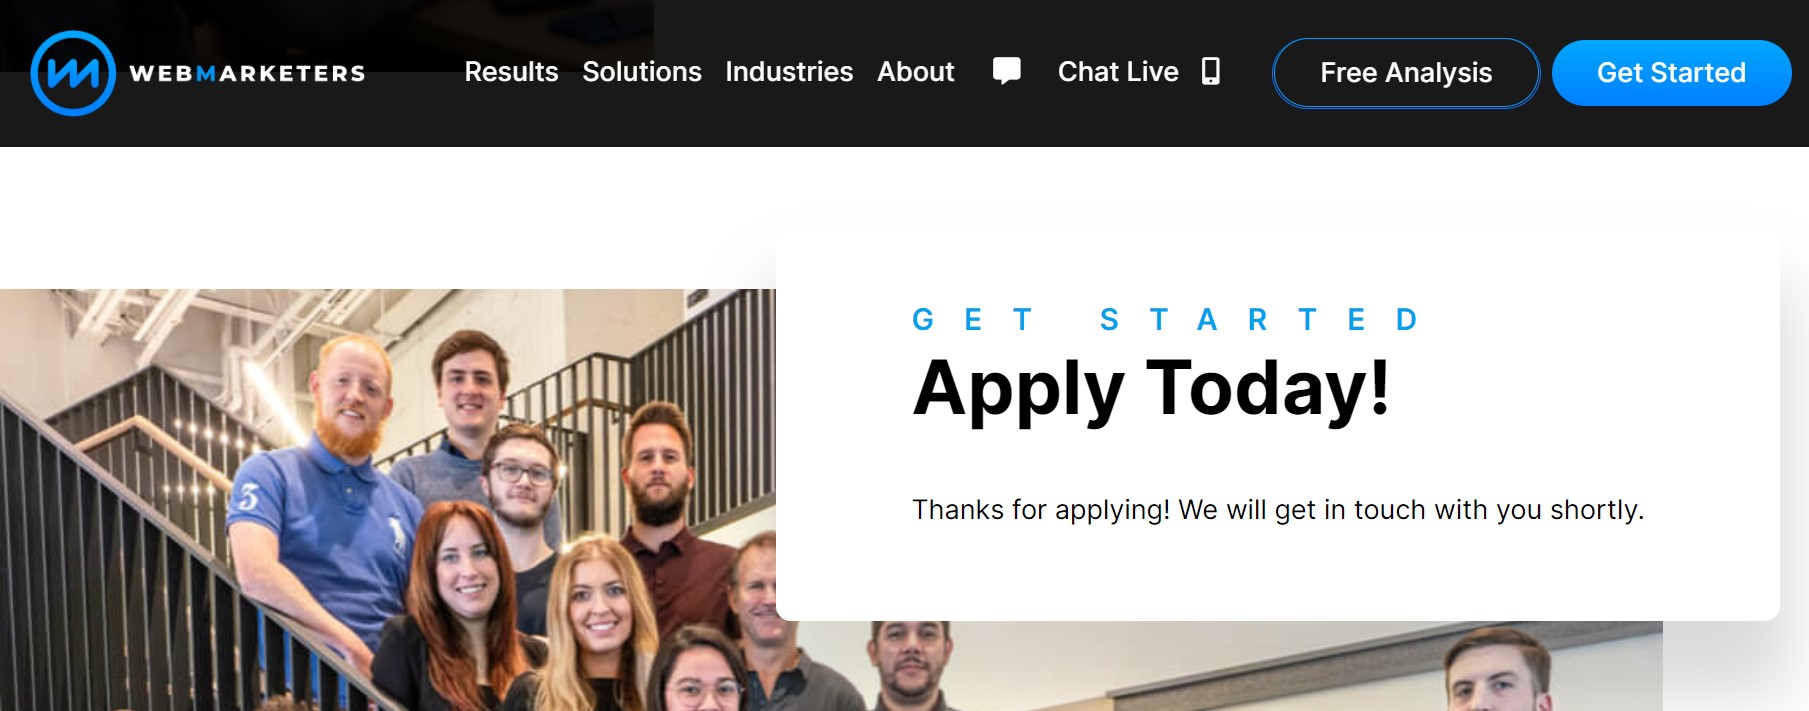 WEBMARKETERS
Results Solutions Industries About Chat Live Free Analysis Get Started
GET STARTED
Apply Today!
Thanks for applying! We will get in touch with you shortly.
3